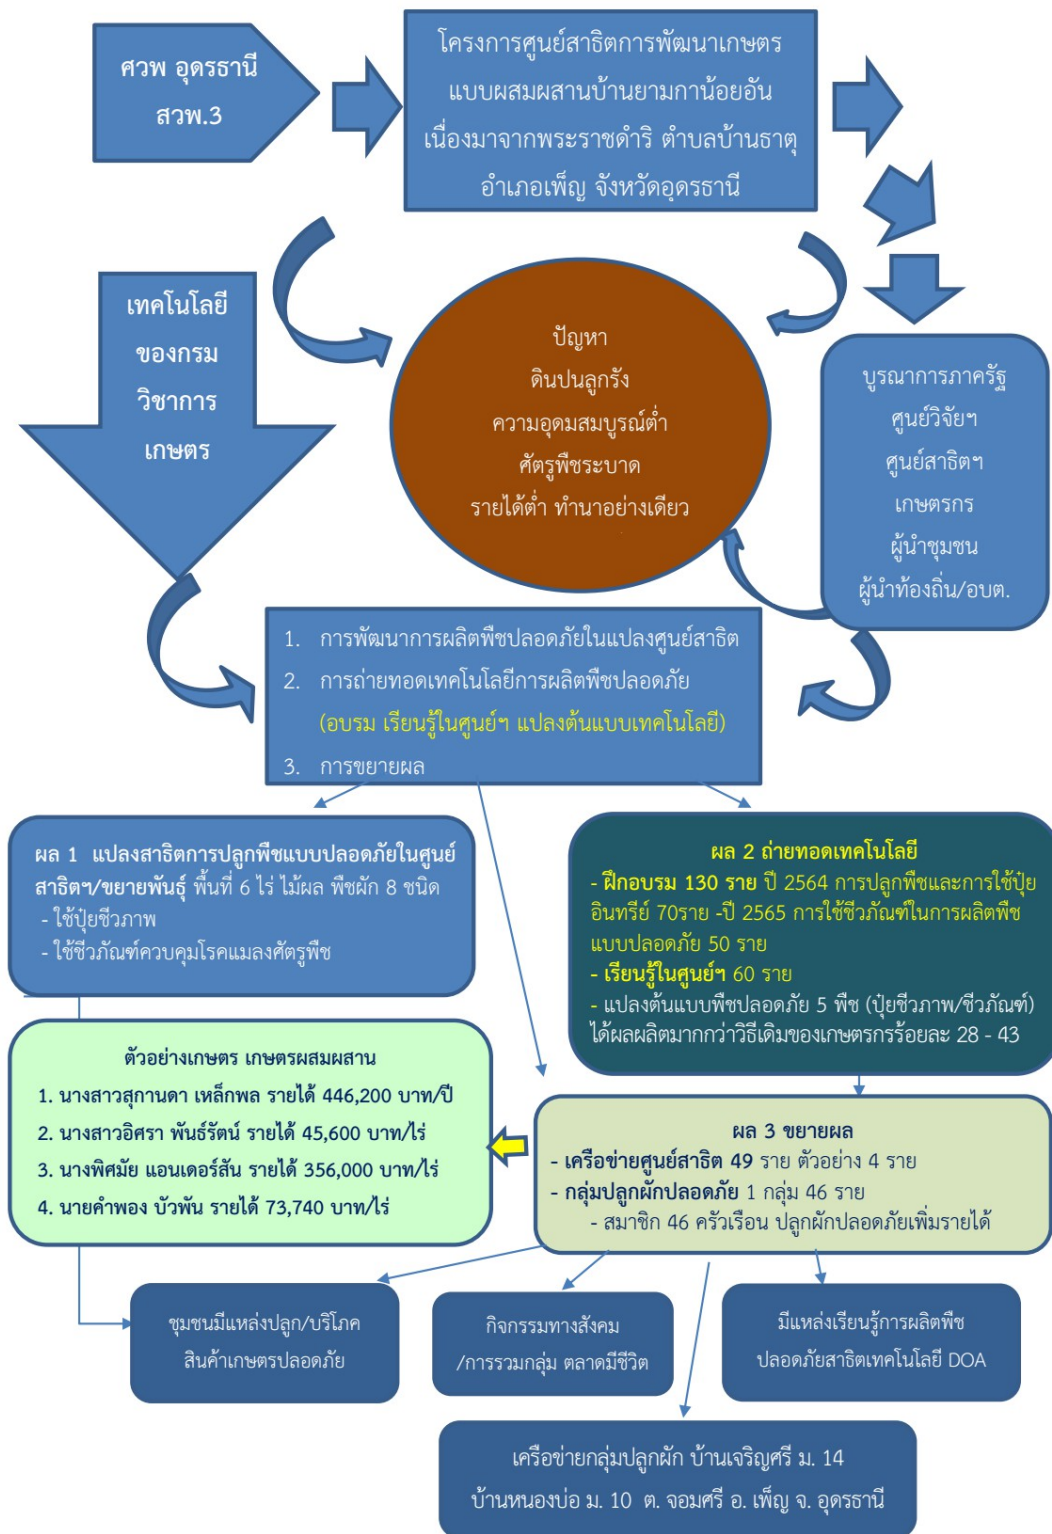 ศวพ อุดรธานี
สวพ.3
โครงการศูนย์สาธิตการพัฒนาเกษตร
แบบผสมผสานบ้านยามกาน้อยอัน
เนื่องมาจากพระราชดำริ ตำบลบ้านธาตุ
อำเภอเพ็ญ จังหวัดอุดรธานี
เทคโนโลยี
ของกรม
วิชาการ
เกษตร
ปัญหา
ดินปนลูกรัง
ความอุดมสมบูรณ์ต่ำ
ศัตรูพืชระบาด
รายได้ต่ำ ทำนาอย่างเดียว
บูรณาการภาครัฐ
ศูนย์วิจัยฯ
ศูนย์สาธิตฯ
เกษตรกร
ผู้นำชุมชน
ผู้นำท้องถิ่น/อบต.
1. การพัฒนาการผลิตพืชปลอดภัยในแปลงศูนย์สาธิต
2. การถ่ายทอดเทคโนโลยีการผลิตพืชปลอดภัย
(อบรม เรียนรู้ในศูนย์ฯ แปลงต้นแบบเทคโนโลยี)
3. การขยายผล
ผล 1 แปลงสาธิตการปลูกพืชแบบปลอดภัยในศูนย์
สาธิตฯ/ขยายพันธุ์ พื้นที่ 6 ไร่ ไม้ผล พืชผัก 8 ชนิด
- ใช้ปุ๋ยชีวภาพ
- ใช้ชีวภัณฑ์ควบคุมโรคแมลงศัตรูพืช
ผล 2 ถ่ายทอดเทคโนโลยี
- ฝึกอบรม 130 ราย ปี 2564 การปลูกพืชและการใช้ปุ๋ย
อินทรีย์ 70ราย -ปี 2565 การใช้ชีวภัณฑ์ในการผลิตพืช
แบบปลอดภัย 50 ราย
- เรียนรู้ในศูนย์ฯ 60 ราย
- แปลงต้นแบบพืชปลอดภัย 5 พืช (ปุ๋ยชีวภาพ/ชีวภัณฑ์)
ได้ผลผลิตมากกว่าวิธีเดิมของเกษตรกรร้อยละ 28 - 43
ตัวอย่างเกษตร เกษตรผสมผสาน
1. นางสาวสุกานดา เหล็กพล รายได้ 446,200 บาท/ปี
2. นางสาวอิศรา พันธ์รัตน์ รายได้ 45,600 บาท/ไร่
3. นางพิศมัย แอนเดอร์สัน รายได้ 356,000 บาท/ไร่
4. นายคำพอง บัวพัน รายได้ 73,740 บาท/ไร่
ผล 3 ขยายผล
- เครือข่ายศูนย์สาธิต 49 ราย ตัวอย่าง 4 ราย
- กลุ่มปลูกผักปลอดภัย 1 กลุ่ม 46 ราย
- สมาชิก 46 ครัวเรือน ปลูกผักปลอดภัยเพิ่มรายได้
ชุมชนมีแหล่งปลูก/บริโภค
สินค้าเกษตรปลอดภัย
กิจกรรมทางสังคม
/การรวมกลุ่ม ตลาดมีชีวิต
มีแหล่งเรียนรู้การผลิตพืช
ปลอดภัยสาธิตเทคโนโลยี DOA
เครือข่ายกลุ่มปลูกผัก บ้านเจริญศรี ม. 14
บ้านหนองบ่อ ม. 10 ต. จอมศรี อ. เพ็ญ จ. อุดรธานี